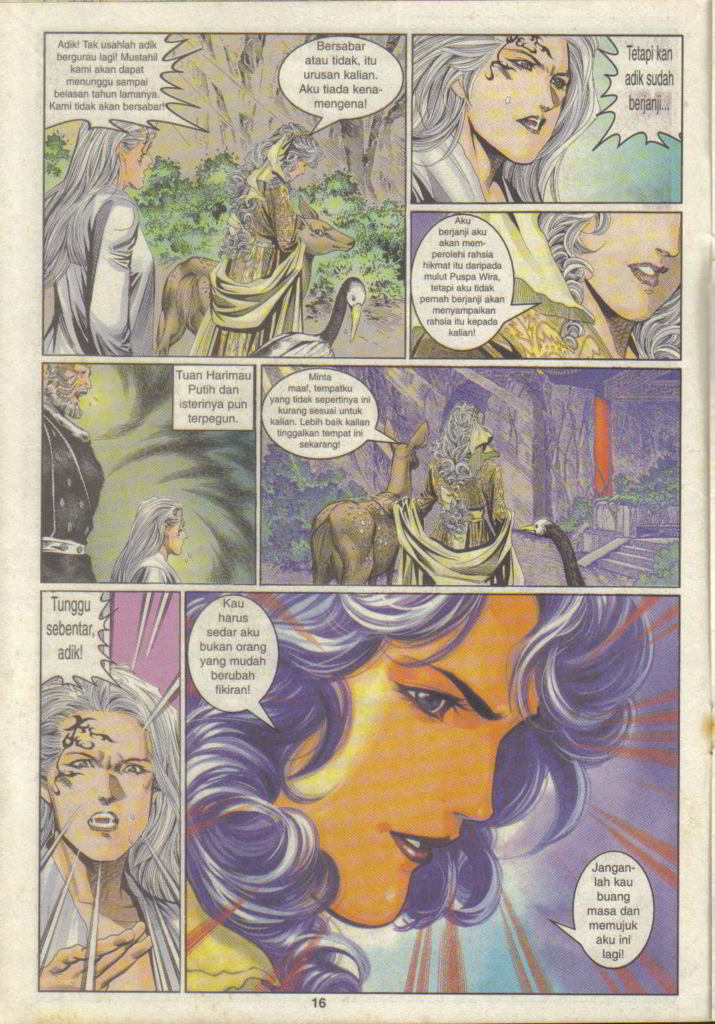 Adik! Tak usahlah adik
bergurau lagi! Mustahil
kami akan dapat
menunggu sampai
belasan tahun lamanya.
Kami tidak akan bersabar!
Bersabar
atau tidak, itu
urusan kalian.
Aku tiada kena-
mengena!
Tetapi kan
adik sudah
berjanji...
Aku
berjanji aku
akan mem-
perolehi rahsia
hikmat itu daripada
mulut Puspa Wira,
tetapi aku tidak
pernah berjanji akan
menyampaikan
rahsia itu kepada
kalian!
Tuan Harimau
Putih dan
isterinya pun
terpegun.
Minta
maaf, tempatku
yang tidak sepertinya ini
kurang sesuai untuk
kalian. Lebih baik kalian
tinggalkan tempat ini
sekarang!
Tunggu
sebentar,
adik!
Kau
harus
sedar aku
bukan orang
yang mudah
berubah
fikiran!
Jangan-
lah kau
buang
masa dan
memujuk
aku ini
lagi!
16